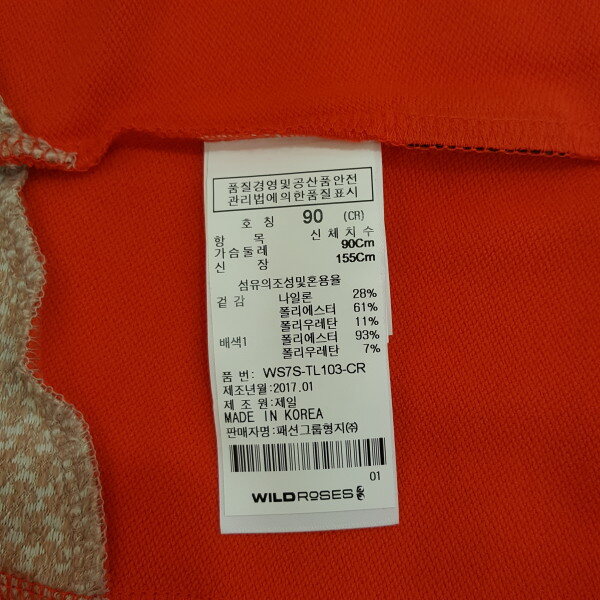 품질경영및공산품안전
관리법에의한품질표시
호 칭 90 (CR)
항 목 신 체 치 수
가슴둘레 90Cm
신 장 155Cm
섬유의조성및혼용율
겉 감 나일론 28%
폴리에스터 61%
폴리우레탄 11%
배색1 폴리에스터 93%
폴리우레탄 7%
품 번: WS7S-TL103-CR
제조년월:2017.01
제 조 원:제일
MADE IN KOREA
판매자명:패션그룹형지㈜
01
WILDROSES